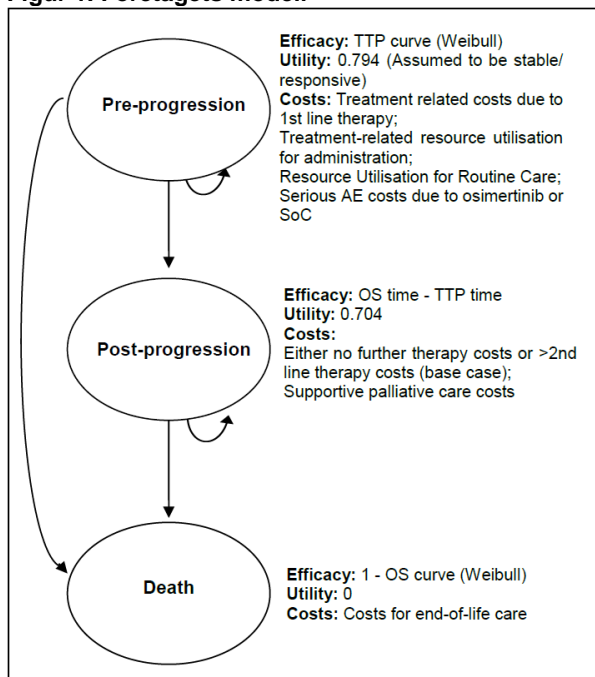 Figur 1. Företagets modell.
Efficacy: TTP curve (Weibull)
Utility: 0.794 (Assumed to be stable/
responsive)
Pre-progression
Costs: Treatment related costs due to
1st line therapy;
Treatment-related resource utilisation
for administration;
Resource Utilisation for Routine Care;
Serious AE costs due to osimertinib or
SoC
Efficacy: OS time - TTP time
Utility: 0.704
Post-progression
Costs:
Either no further therapy costs or >2nd
line therapy costs (base case);
Supportive palliative care costs
Death
Efficacy: 1 - OS curve (Weibull)
Utility: 0
Costs: Costs for end-of-life care